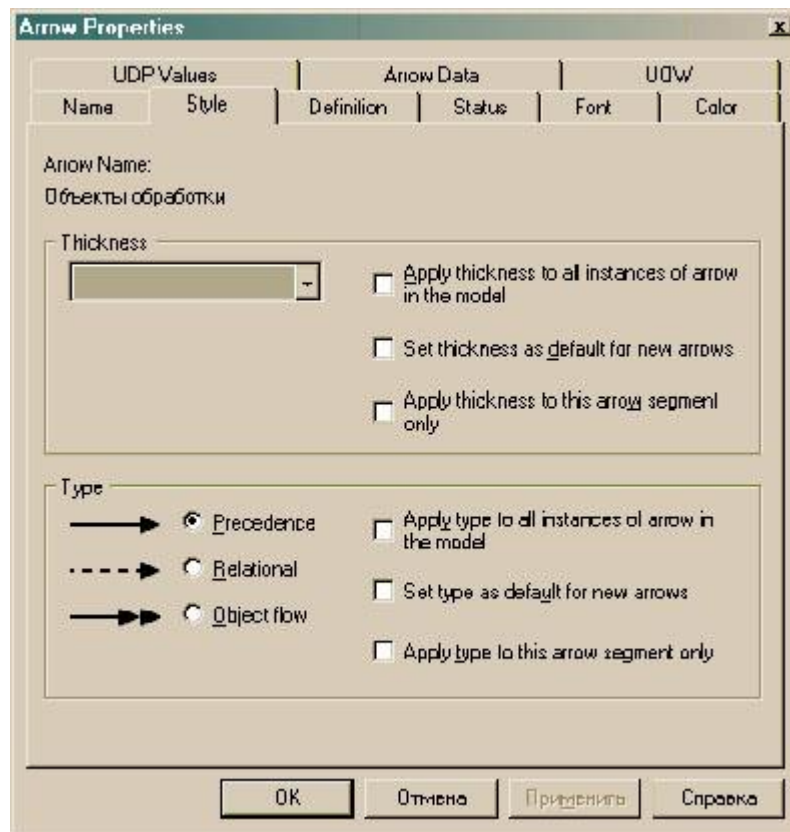 Arrow Properties
UDP Values Arrow Data UOW
Name Style Definition Status Font Color
Arrow Name:
Объекты обработки
Thickness
Apply thickness to all instances of arrow
in the model
Set thickness as default for new arrows
Apply thickness to this arrow segment
only
Type
Precedence
Apply type to all instances of arrow in
the model
Relational
Set type as default for new arrows
Object flow
Apply type to this arrow segment only
OK Отмена Применить Справка